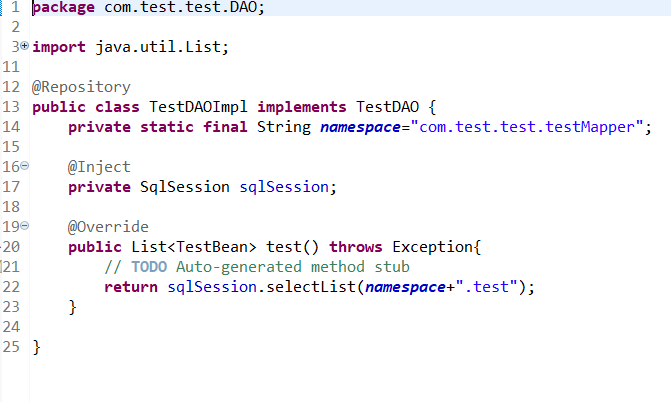 1 package com.test.test.DAO;
2
3 import java.util.List;
11
12 @Repository
13 public class TestDAOImpl implements TestDAO {
14 private static final String namespace="com.test.test.testMapper";
15
16 @Inject
17 private SqlSession sqlSession;
18
19 @Override
20 public List<TestBean> test() throws Exception{
21 // TODO Auto-generated method stub
22 return sqlSession.selectList(namespace+".test");
23 }
24
25 }